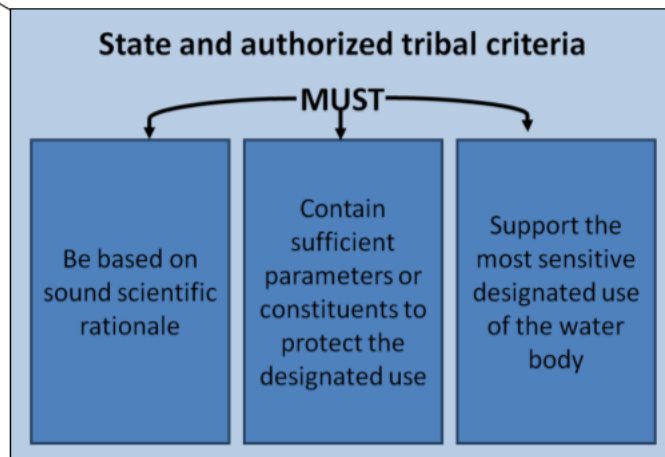 State and authorized tribal criteria
MUST
Be based on
sound scientific
rationale
Contain
sufficient
parameters or
constituents to
protect the
designated use
Support the
most sensitive
designated use
of the water
body